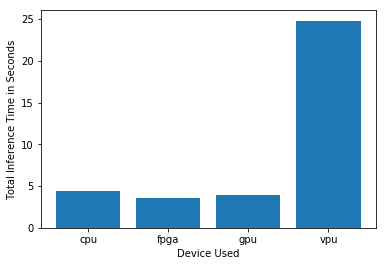 Total Inference Time in Seconds
25
20
15
10
5
0
cpu fpga gpu vpu
Device Used